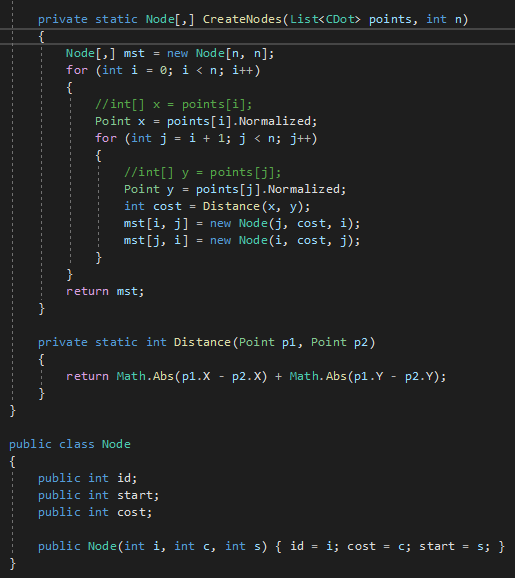 private static Node[,] CreateNodes(List<CDot> points, int n)
{
Node[,] mst = new Node[n, n];
for (int i = 0; i < n; i++)
{
//int[] x = points[i];
Point x = points[i].Normalized;
for (int j = i + 1; j < n; j++)
{
//int[] y = points[j];
Point y = points[j].Normalized;
int cost = Distance(x, y);
mst[i, j] = new Node(j, cost, i);
mst[j, i] = new Node(i, cost, j);
}
}
return mst;
}
private static int Distance(Point p1, Point p2)
{
return Math.Abs(p1.X - p2.X) + Math.Abs(p1.Y - p2.Y);
}
}
public class Node
{
public int id;
public int start;
public int cost;
public Node(int i, int c, int s) { id = i; cost = c; start = s; }
}